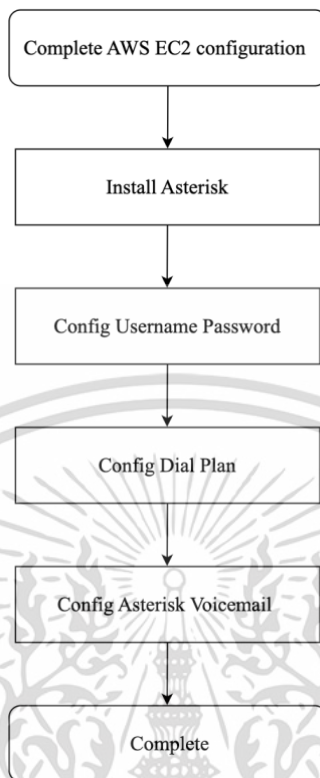 Complete AWS EC2 configuration
Install Asterisk
Config Username Password
Config Dial Plan
Config Asterisk Voicemail
Complete